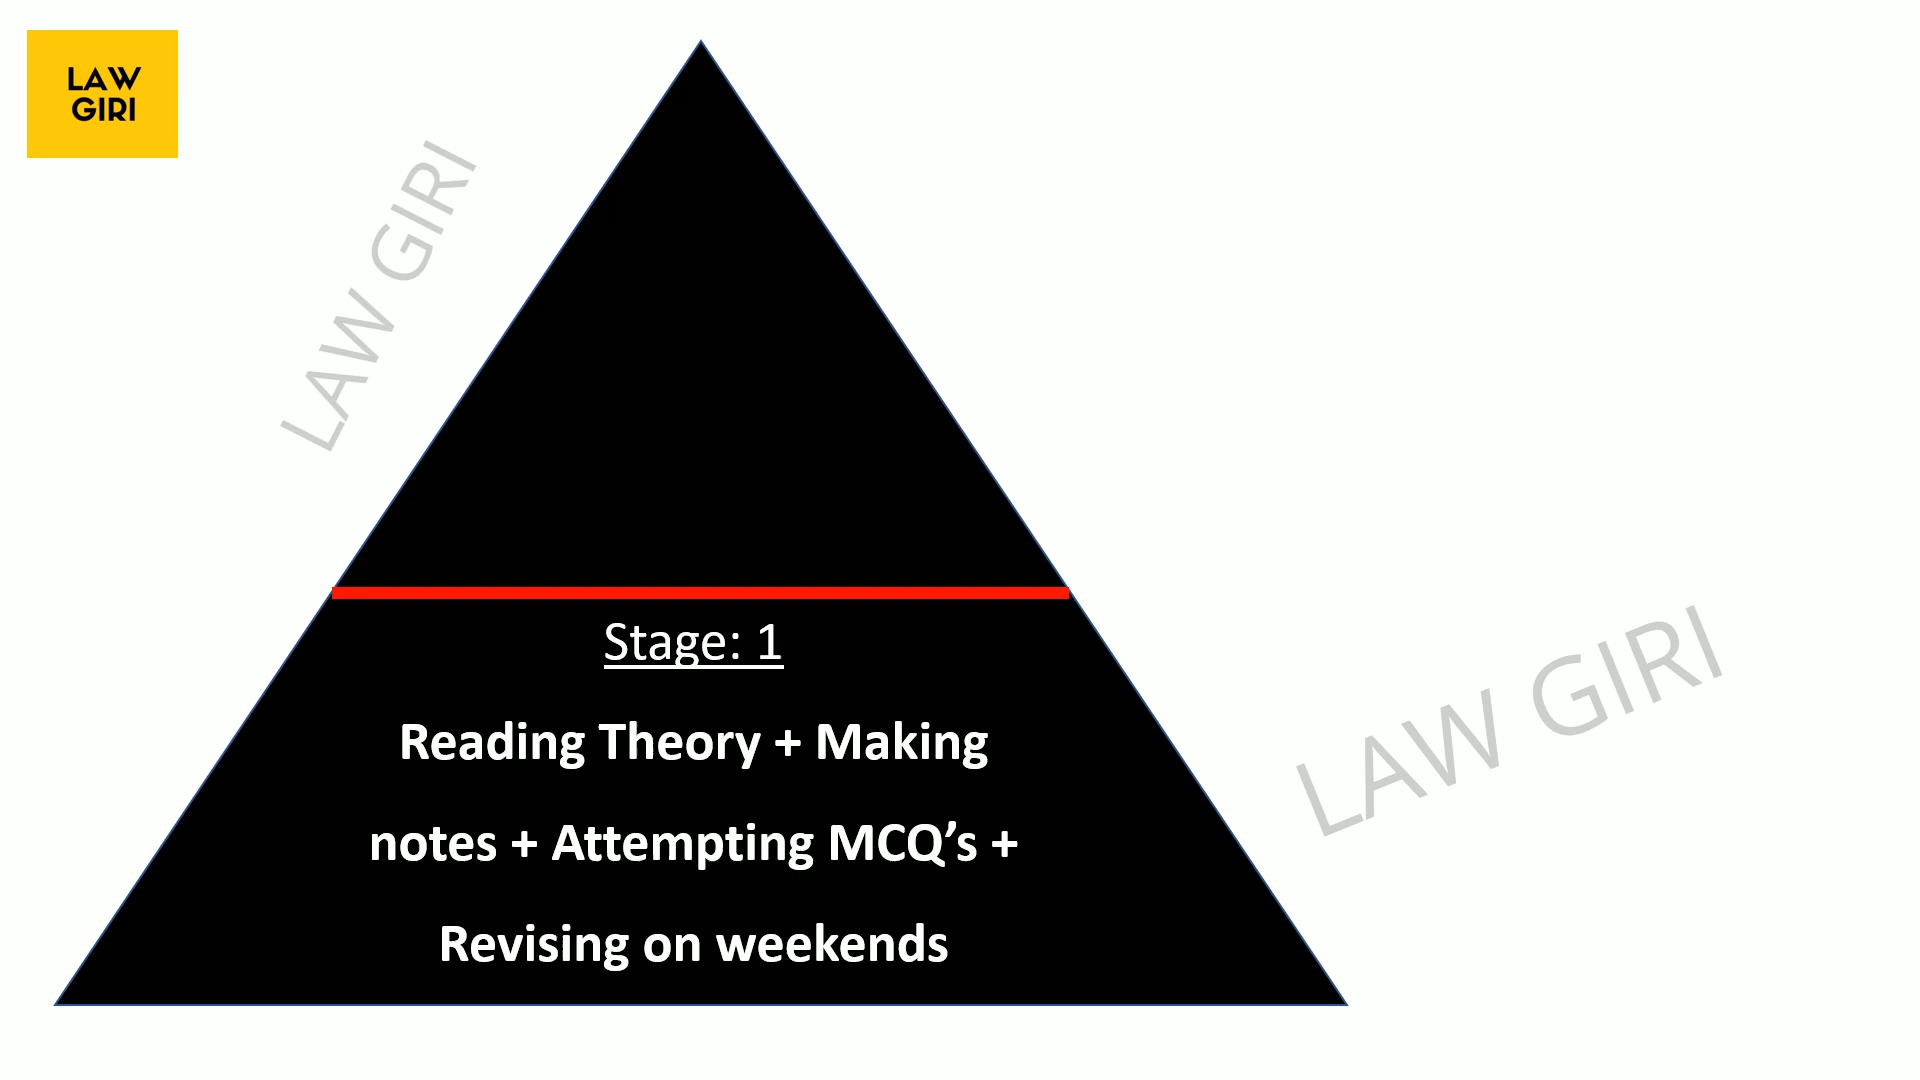 LAW
GIRI
LAW GIRI
Stage: 1
Reading Theory + Making
notes + Attempting MCQ’s +
Revising on weekends
LAW GIRI